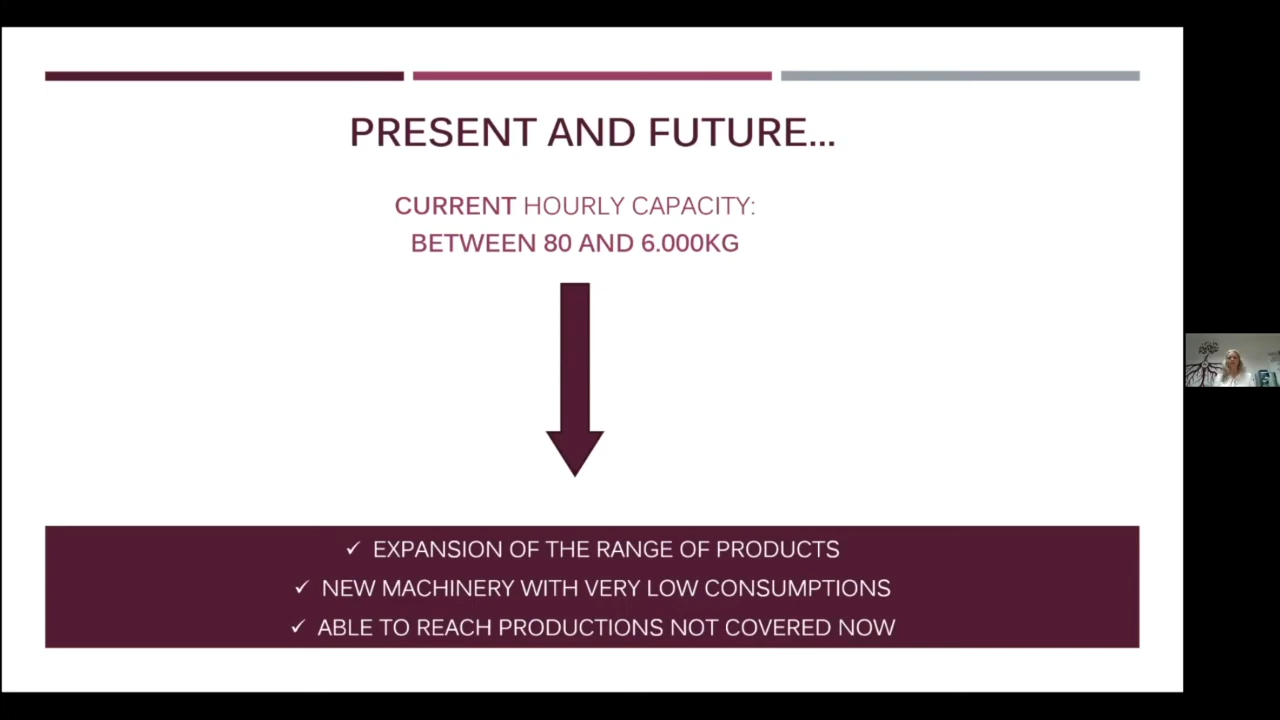 PRESENT AND FUTURE...
CURRENT HOURLY CAPACITY:
BETWEEN 80 AND 6.000KG
✓ EXPANSION OF THE RANGE OF PRODUCTS
✓ NEW MACHINERY WITH VERY LOW CONSUMPTIONS
✓ ABLE TO REACH PRODUCTIONS NOT COVERED NOW